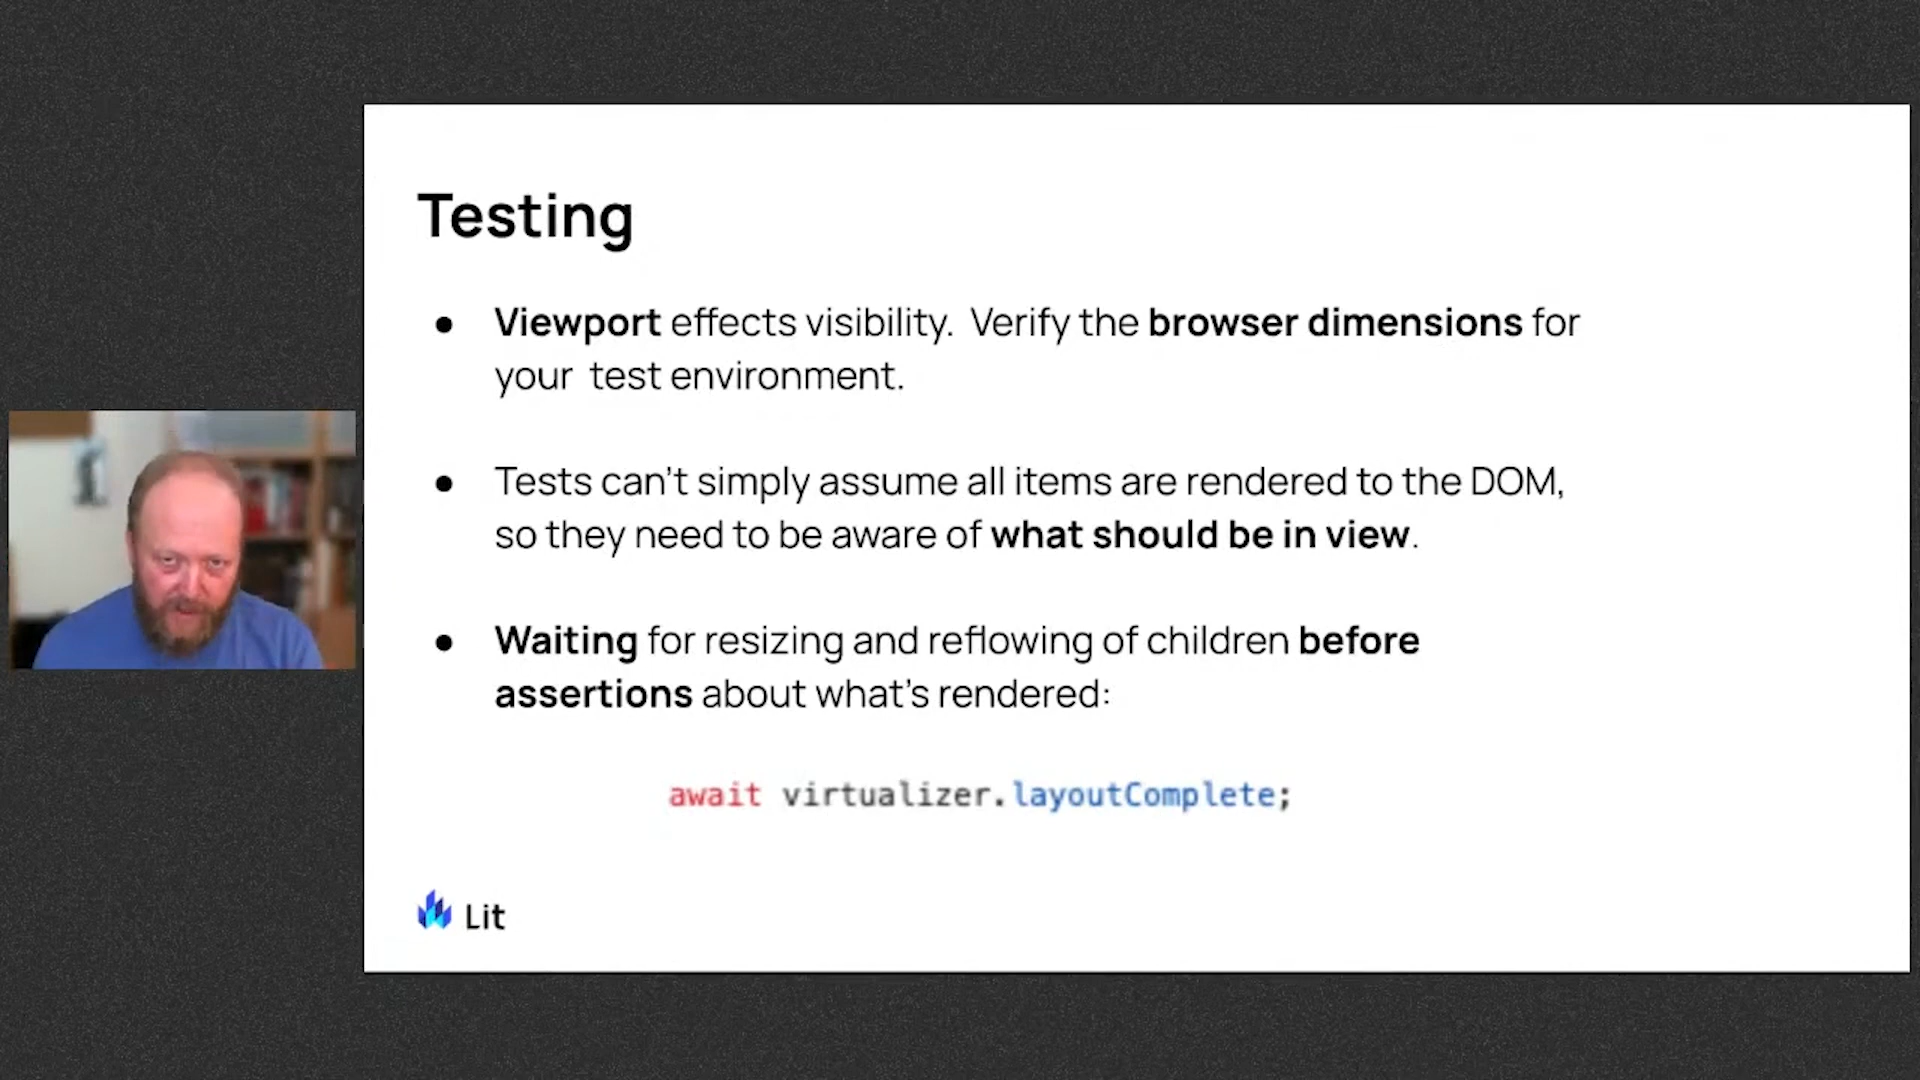 Testing
● Viewport effects visibility.  Verify the browser dimensions for
your  test environment.
● Tests can't simply assume all items are rendered to the DOM,
so they need to be aware of what should be in view.
● Waiting for resizing and reflowing of children before
assertions about what's rendered:
await virtualizer.layoutComplete;
Lit